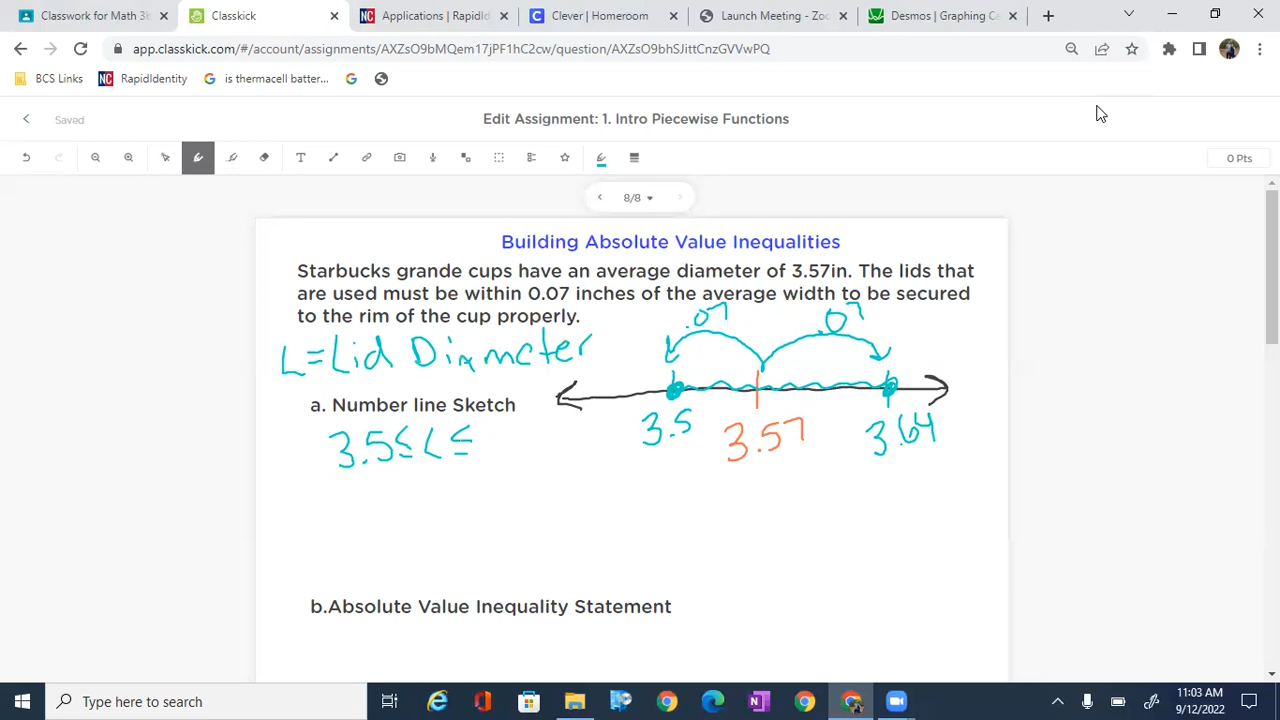 Classwork for Math 3b
Classkick
Applications | RapidId
Clever | Homeroom
Launch Meeting - Zoo
Desmos | Graphing Ca
app.classkick.com/#/account/assignments/AXZsO9bMQem17jPF1hC2cw/question/AXZsO9bhSJittCnzGVVwPQ
BCS Links
NC RapidIdentity
is thermacell batter...
Saved
Edit Assignment: 1. Intro Piecewise Functions
0 Pts
8/8
Building Absolute Value Inequalities
Starbucks grande cups have an average diameter of 3.57in. The lids that
are used must be within 0.07 inches of the average width to be secured
to the rim of the cup properly.
.07 .07
L=Lid Diameter
a. Number line Sketch
3.5 3.57 3.64
3.5≤L≤
b.Absolute Value Inequality Statement
Type here to search
11:03 AM
9/12/2022